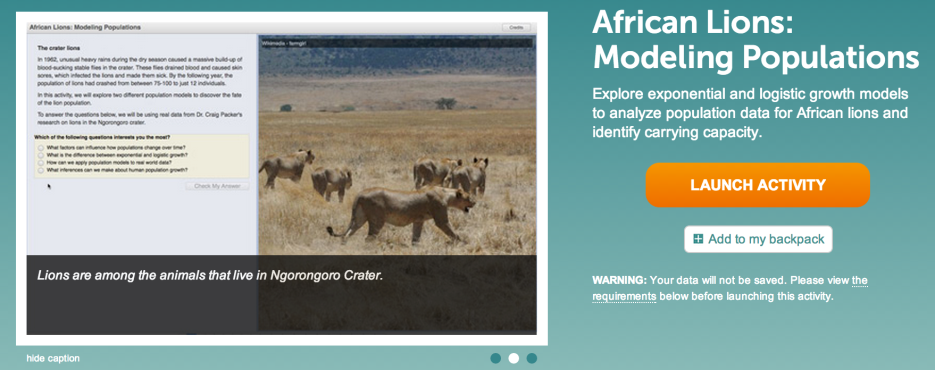 African Lions: Modeling Populations
Credits
The crater lions
In 1962, unusual heavy rains during the dry season caused a massive build-up of
blood-sucking stable flies in the crater. These flies drained blood and caused skin
sores, which infected the lions and made them sick. By the following year, the
population of lions had crashed from between 75-100 to just 12 individuals.
In this activity, we will explore two different population models to discover the fate
of the lion population.
To answer the questions below, we will be using real data from Dr. Craig Packer's
research on lions in the Ngorongoro crater.
Which of the following questions interests you the most?
What factors can influence how populations change over time?
What is the difference between exponential and logistic growth?
How can we apply population models to real world data?
What inferences can we make about human population growth?
Check My Answer
Wikimedia -
Lions are among the animals that live in Ngorongoro Crater.
hide caption
African Lions:
Modeling Populations
Explore exponential and logistic growth models
to analyze population data for African lions and
identify carrying capacity.
LAUNCH ACTIVITY
Add to my backpack
WARNING: Your data will not be saved. Please view the
requirements below before launching this activity.